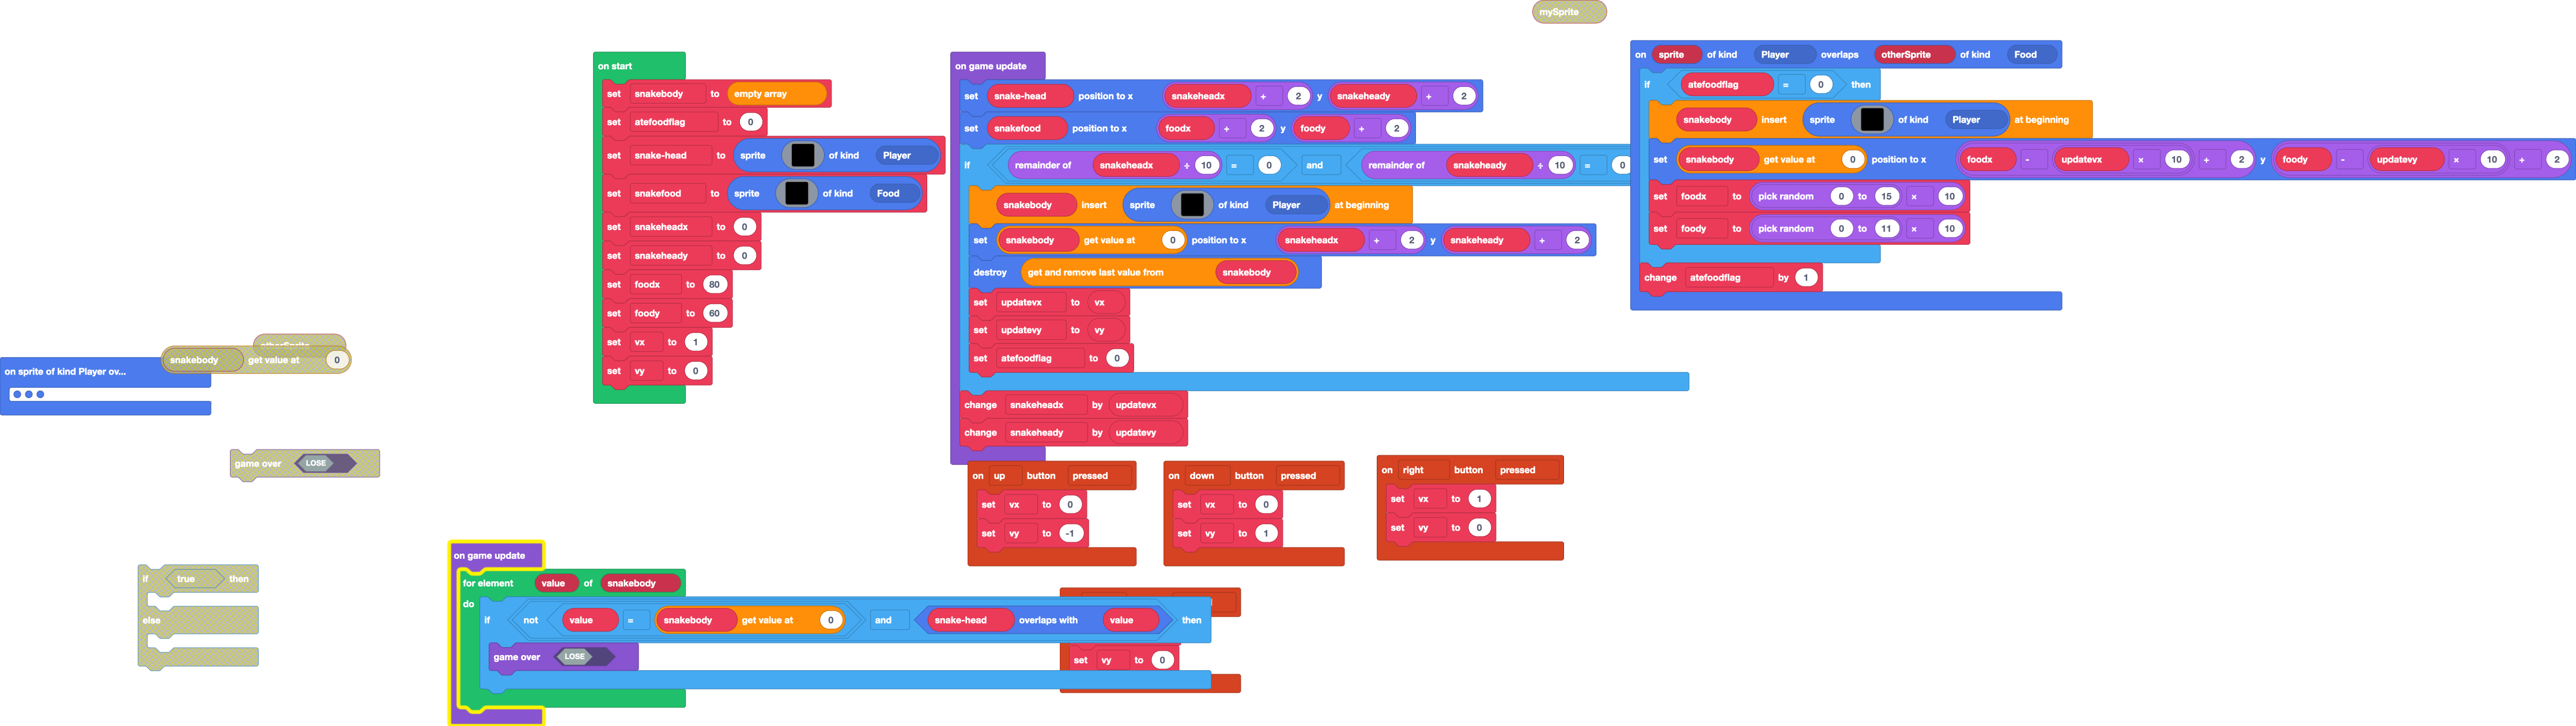 mySprite
on start
set snakebody to empty array
set atefoodflag to 0
set snake-head to sprite of kind Player
set snakefood to sprite of kind Food
set snakeheadx to 0
set snakeheady to 0
set foodx to 80
set foody to 60
set vx to 1
set vy to 0
on game update
set snake-head position to x snakeheadx + 2 y snakeheady + 2
set snakefood position to x foodx + 2 y foody + 2
if remainder of snakeheadx ÷ 10 = 0 and remainder of snakeheady ÷ 10 = 0
snakebody insert sprite of kind Player at beginning
set snakebody get value at 0 position to x snakeheadx + 2 y snakeheady + 2
destroy get and remove last value from snakebody
set updatevx to vx
set updatevy to vy
set atefoodflag to 0
change snakeheadx by updatevx
change snakeheady by updatevy
on sprite of kind Player overlaps otherSprite of kind Food
if atefoodflag = 0 then
snakebody insert sprite of kind Player at beginning
set snakebody get value at 0 position to x foodx - updatevx × 10 + 2 y foody - updatevy × 10 + 2
set foodx to pick random 0 to 15 × 10
set foody to pick random 0 to 11 × 10
change atefoodflag by 1
otherSprite
snakebody get value at 0
on sprite of kind Player ov...
game over LOSE
if true then
else
on up button pressed
set vx to 0
set vy to -1
on down button pressed
set vx to 0
set vy to 1
on right button pressed
set vx to 1
set vy to 0
on game update
for element value of snakebody
do
if not value = snakebody get value at 0 and snake-head overlaps with value then
game over LOSE
set vy to 0